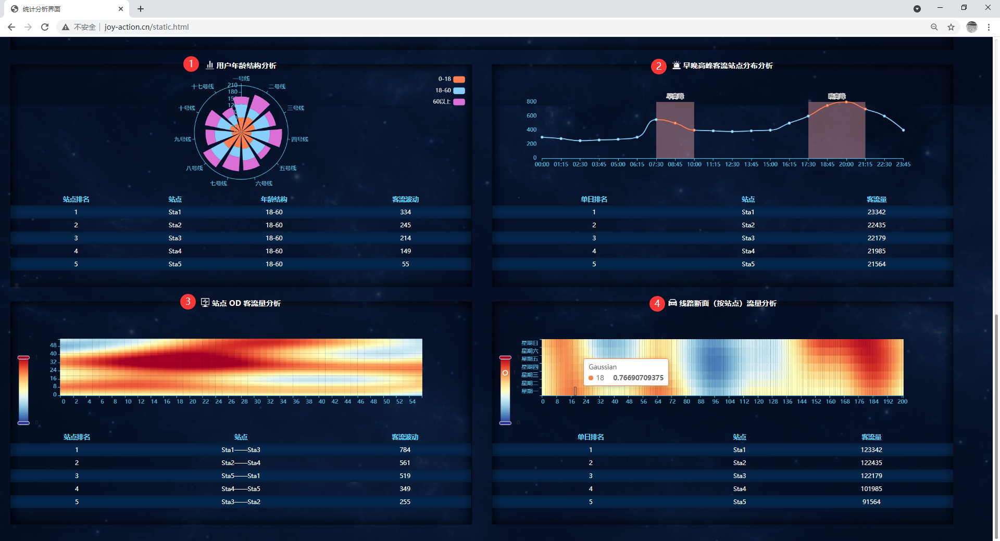 统计分析界面
不安全 joy-action.cn/static.html
1 用户年龄结构分析
0-18
18-60
60以上
一号线
二号线
三号线
四号线
五号线
六号线
七号线
八号线
九号线
十号线
十七号线
210
180
站点排名 站点 年龄结构 客流波动
1 Sta1 18-60 334
2 Sta2 18-60 245
3 Sta3 18-60 214
4 Sta4 18-60 149
5 Sta5 18-60 55
2 早晚高峰客流站点分布分析
早高峰 晚高峰
800
600
400
200
0
00:00 01:15 02:30 03:45 05:00 06:15 07:30 08:45 10:00 11:15 12:30 13:45 15:00 16:15 17:30 18:45 20:00 21:15 22:30 23:45
单日排名 站点 客流量
1 Sta1 23342
2 Sta2 22435
3 Sta3 22179
4 Sta4 21985
5 Sta5 21564
3 站点 OD 客流量分析
48
40
32
24
16
8
0
0 2 4 6 8 10 12 14 16 18 20 22 24 26 28 30 32 34 36 38 40 42 44 46 48 50 52 54
1
0
站点排名 站点 客流波动
1 Sta1——Sta3 784
2 Sta2——Sta4 561
3 Sta5——Sta1 519
4 Sta4——Sta5 349
5 Sta3——Sta2 255
4 线路断面（按站点）流量分析
星期日
星期六
星期五
星期四
星期三
星期二
星期一
Gaussian
18 0.76690709375
0 8 16 24 32 40 48 56 64 72 80 88 96 104 112 120 128 136 144 152 160 168 176 184 192 200
1
0
单日排名 站点 客流量
1 Sta1 123342
2 Sta2 122435
3 Sta3 122179
4 Sta4 101985
5 Sta5 91564